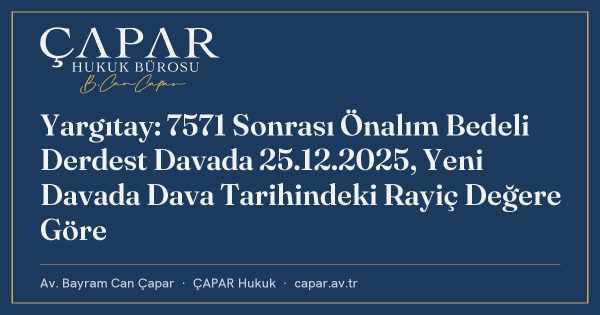 ÇAPAR
HUKUK BÜROSU
B.Can Çapar
Yargıtay: 7571 Sonrası Önalım Bedeli
Derdest Davada 25.12.2025, Yeni
Davada Dava Tarihindeki Rayiç Değere
Göre
Av. Bayram Can Çapar · ÇAPAR Hukuk · capar.av.tr